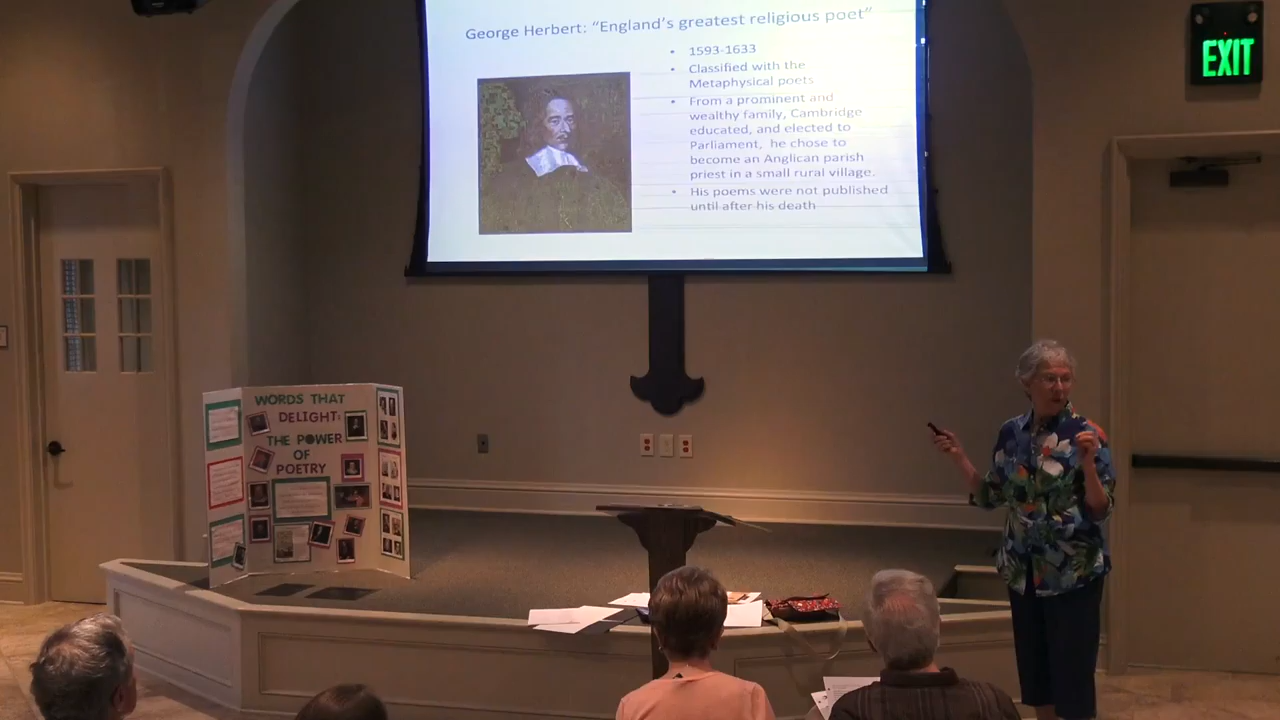 George Herbert: “England’s greatest religious poet”
• 1593-1633
• Classified with the
Metaphysical poets
• From a prominent and
wealthy family, Cambridge
educated, and elected to
Parliament, he chose to
become an Anglican parish
priest in a small rural village.
• His poems were not published
until after his death
EXIT
WORDS THAT
DELIGHT:
THE POWER
OF
POETRY